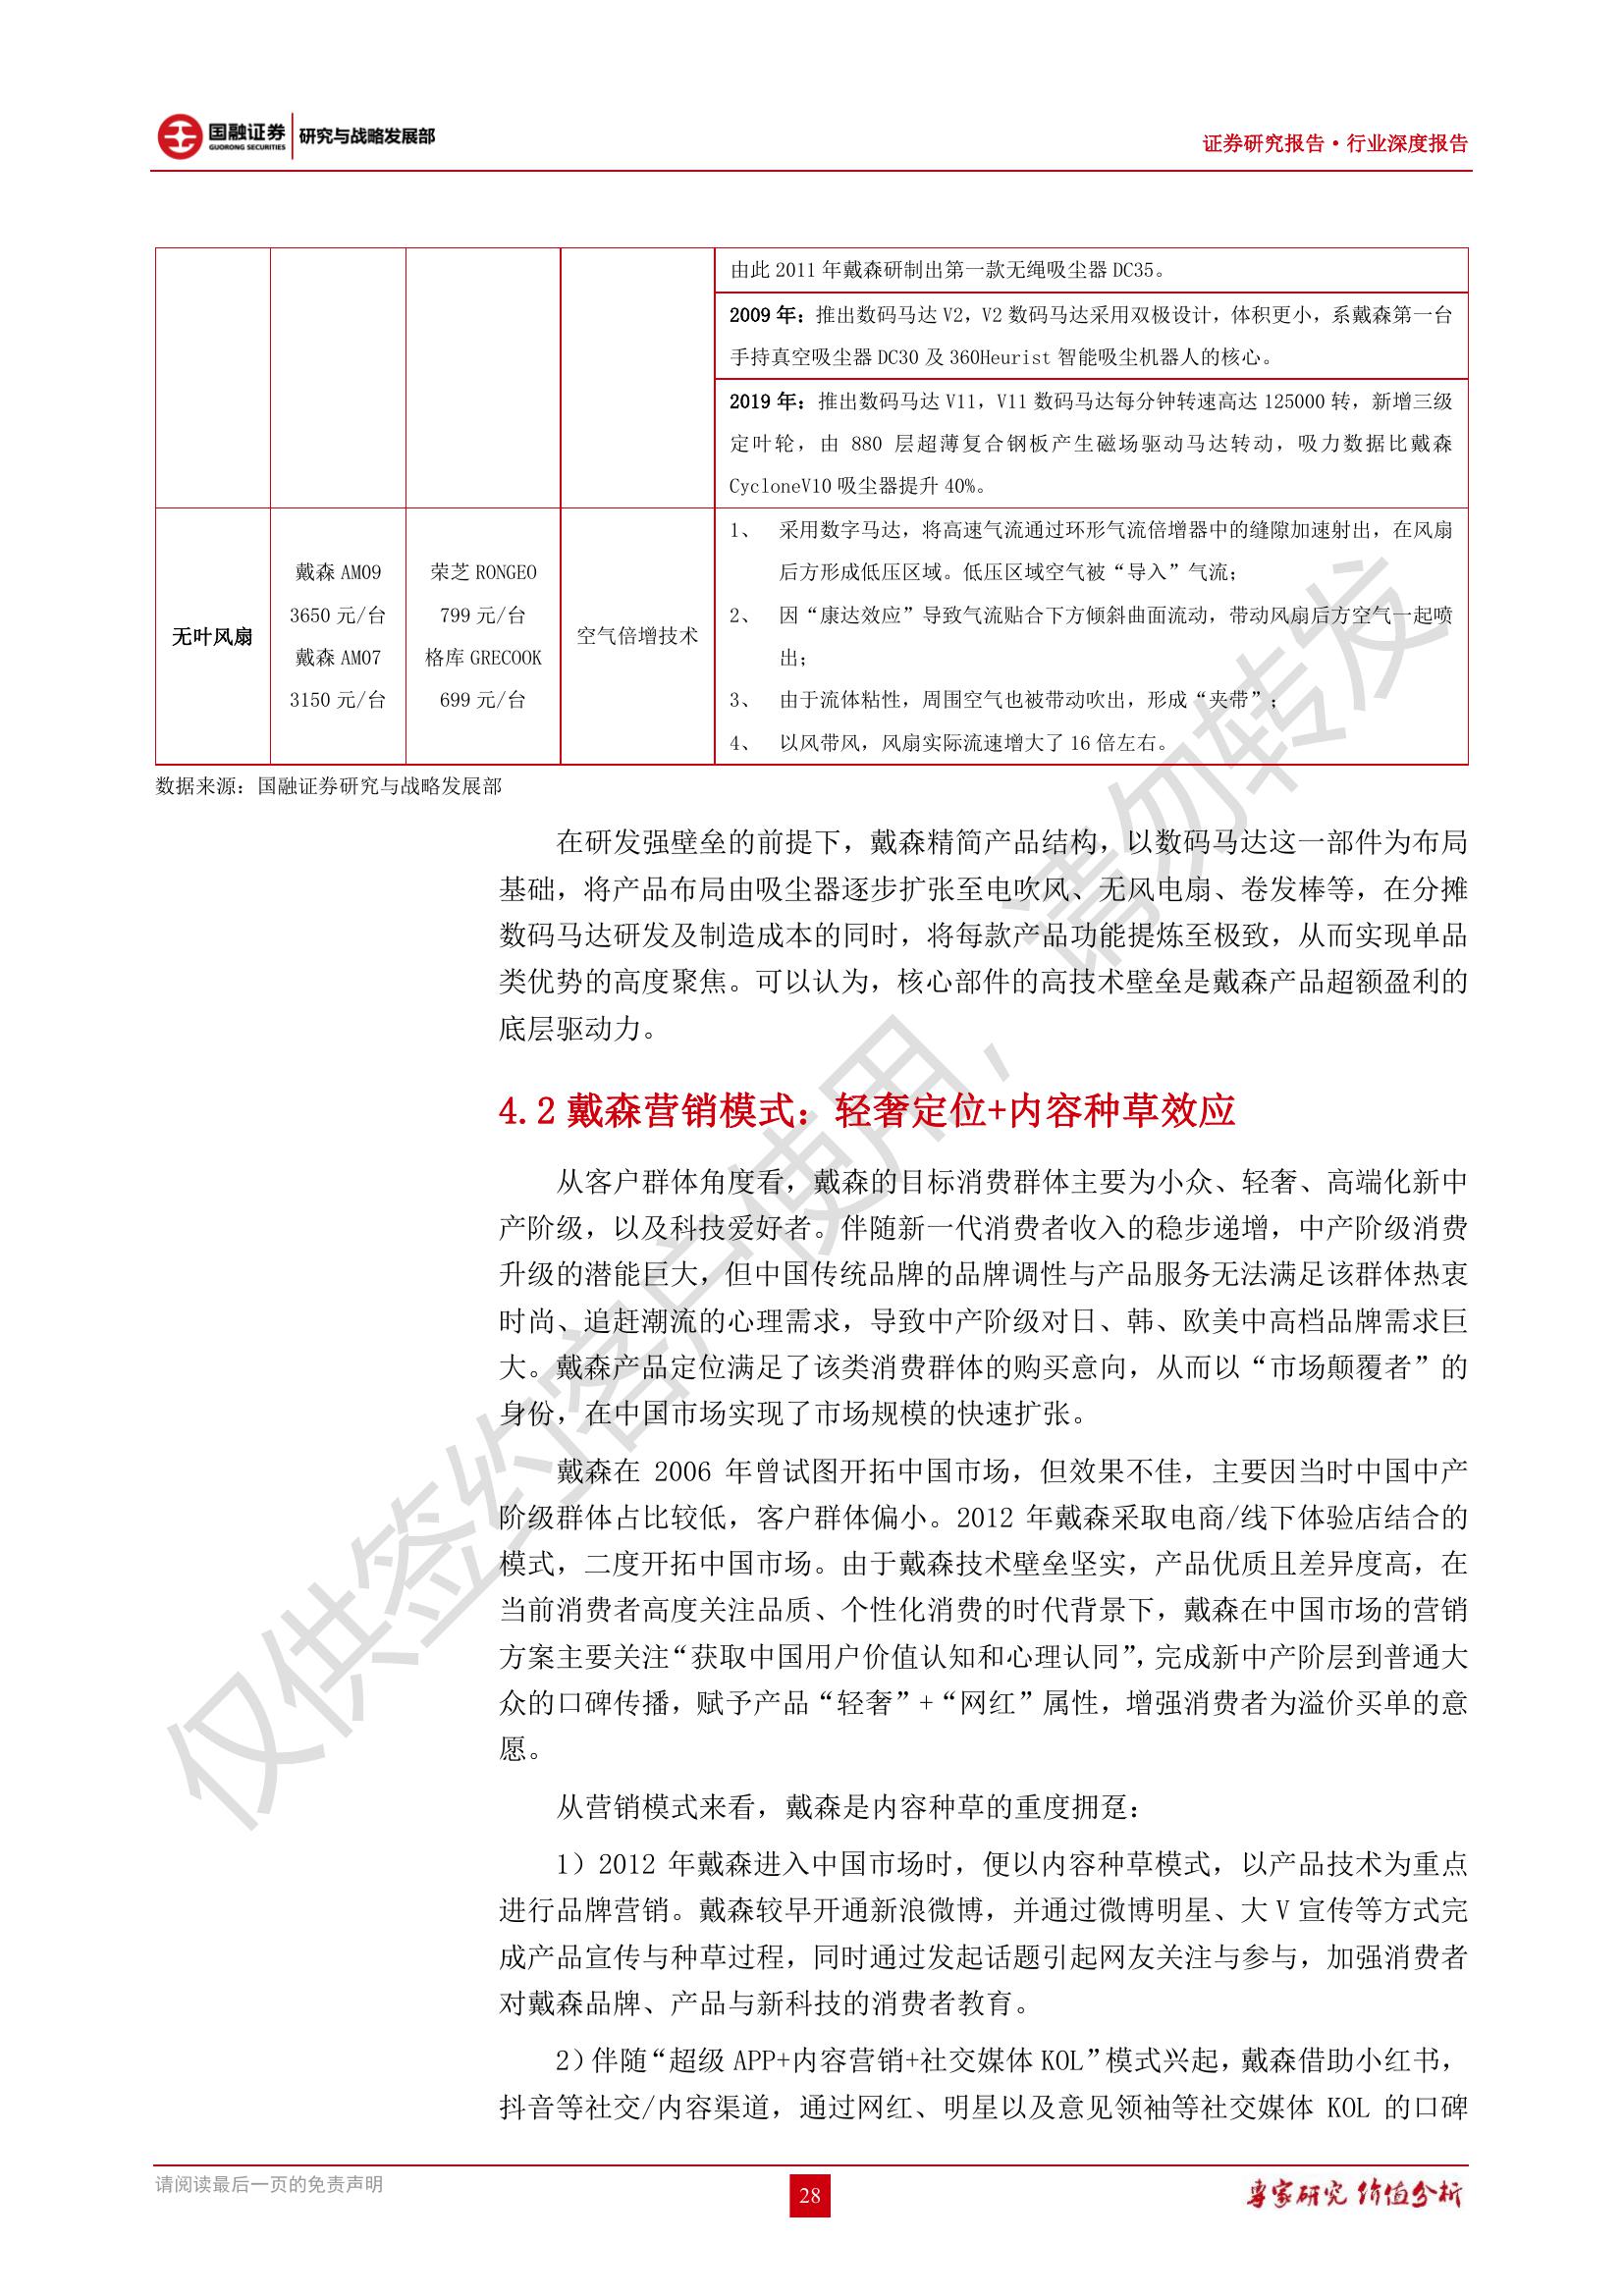 国融证券
GUORONG SECURITIES
研究与战略发展部
证券研究报告·行业深度报告
由此 2011 年戴森研制出第一款无绳吸尘器 DC35。
2009 年：推出数码马达 V2，V2 数码马达采用双极设计，体积更小，系戴森第一台
手持真空吸尘器 DC30 及 360Heurist 智能吸尘机器人的核心。
2019 年：推出数码马达 V11，V11 数码马达每分钟转速高达 125000 转，新增三级
定叶轮，由 880 层超薄复合钢板产生磁场驱动马达转动，吸力数据比戴森
CycloneV10 吸尘器提升 40%。
无叶风扇
戴森 AM09
3650 元/台
戴森 AM07
3150 元/台
荣芝 RONGEO
799 元/台
格库 GRECOOK
699 元/台
空气倍增技术
1、 采用数字马达，将高速气流通过环形气流倍增器中的缝隙加速射出，在风扇
后方形成低压区域。低压区域空气被“导入”气流；
2、 因“康达效应”导致气流贴合下方倾斜曲面流动，带动风扇后方空气一起喷
出；
3、 由于流体粘性，周围空气也被带动吹出，形成“夹带”；
4、 以风带风，风扇实际流速增大了 16 倍左右。
数据来源：国融证券研究与战略发展部
在研发强壁垒的前提下，戴森精简产品结构，以数码马达这一部件为布局
基础，将产品布局由吸尘器逐步扩张至电吹风、无风电扇、卷发棒等，在分摊
数码马达研发及制造成本的同时，将每款产品功能提炼至极致，从而实现单品
类优势的高度聚焦。可以认为，核心部件的高技术壁垒是戴森产品超额盈利的
底层驱动力。
4.2 戴森营销模式：轻奢定位+内容种草效应
从客户群体角度看，戴森的目标消费群体主要为小众、轻奢、高端化新中
产阶级，以及科技爱好者。伴随新一代消费者收入的稳步递增，中产阶级消费
升级的潜能巨大，但中国传统品牌的品牌调性与产品服务无法满足该群体热衷
时尚、追赶潮流的心理需求，导致中产阶级对日、韩、欧美中高档品牌需求巨
大。戴森产品定位满足了该类消费群体的购买意向，从而以“市场颠覆者”的
身份，在中国市场实现了市场规模的快速扩张。
戴森在 2006 年曾试图开拓中国市场，但效果不佳，主要因当时中国中产
阶级群体占比较低，客户群体偏小。2012 年戴森采取电商/线下体验店结合的
模式，二度开拓中国市场。由于戴森技术壁垒坚实，产品优质且差异度高，在
当前消费者高度关注品质、个性化消费的时代背景下，戴森在中国市场的营销
方案主要关注“获取中国用户价值认知和心理认同”，完成新中产阶层到普通大
众的口碑传播，赋予产品“轻奢”+“网红”属性，增强消费者为溢价买单的意
愿。
从营销模式来看，戴森是内容种草的重度拥趸：
1）2012 年戴森进入中国市场时，便以内容种草模式，以产品技术为重点
进行品牌营销。戴森较早开通新浪微博，并通过微博明星、大 V 宣传等方式完
成产品宣传与种草过程，同时通过发起话题引起网友关注与参与，加强消费者
对戴森品牌、产品与新科技的消费者教育。
2）伴随“超级 APP+内容营销+社交媒体 KOL”模式兴起，戴森借助小红书，
抖音等社交/内容渠道，通过网红、明星以及意见领袖等社交媒体 KOL 的口碑
仅供签约客户使用，请勿转发
请阅读最后一页的免责声明
28
专家研究 价值分析